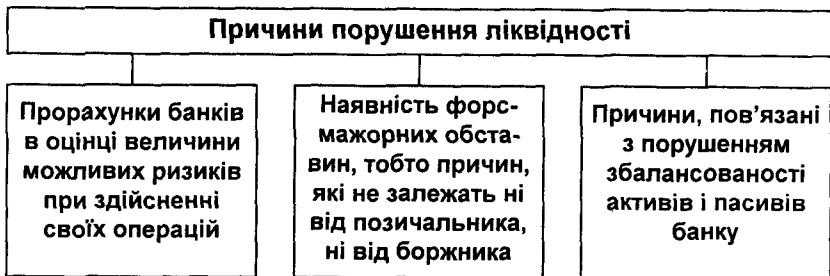 Причини порушення ліквідності
Прорахунки банків
в оцінці величини
можливих ризиків
при здійсненні
своїх операцій
Наявність форс-
мажорних обста-
вин, тобто причин,
які не залежать ні
від позичальника,
ні від боржника
Причини, пов’язані
з порушенням
збалансованості
активів і пасивів
банку